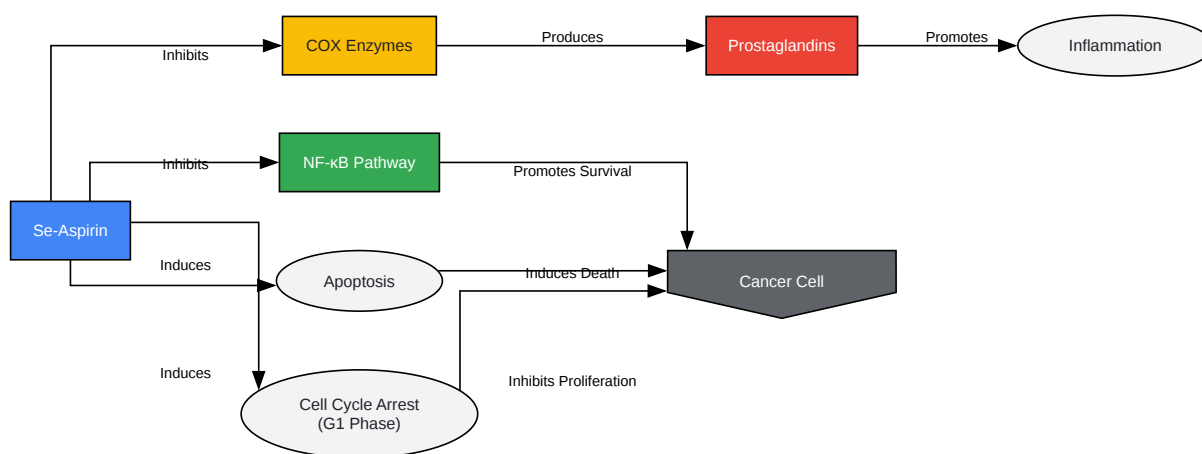 COX Enzymes
Produces
Prostaglandins
Promotes
Inflammation
Inhibits
NF-κB Pathway
Inhibits
Promotes Survival
Se-Aspirin
Induces
Apoptosis
Induces Death
Cancer Cell
Induces
Inhibits Proliferation
Cell Cycle Arrest
(G1 Phase)